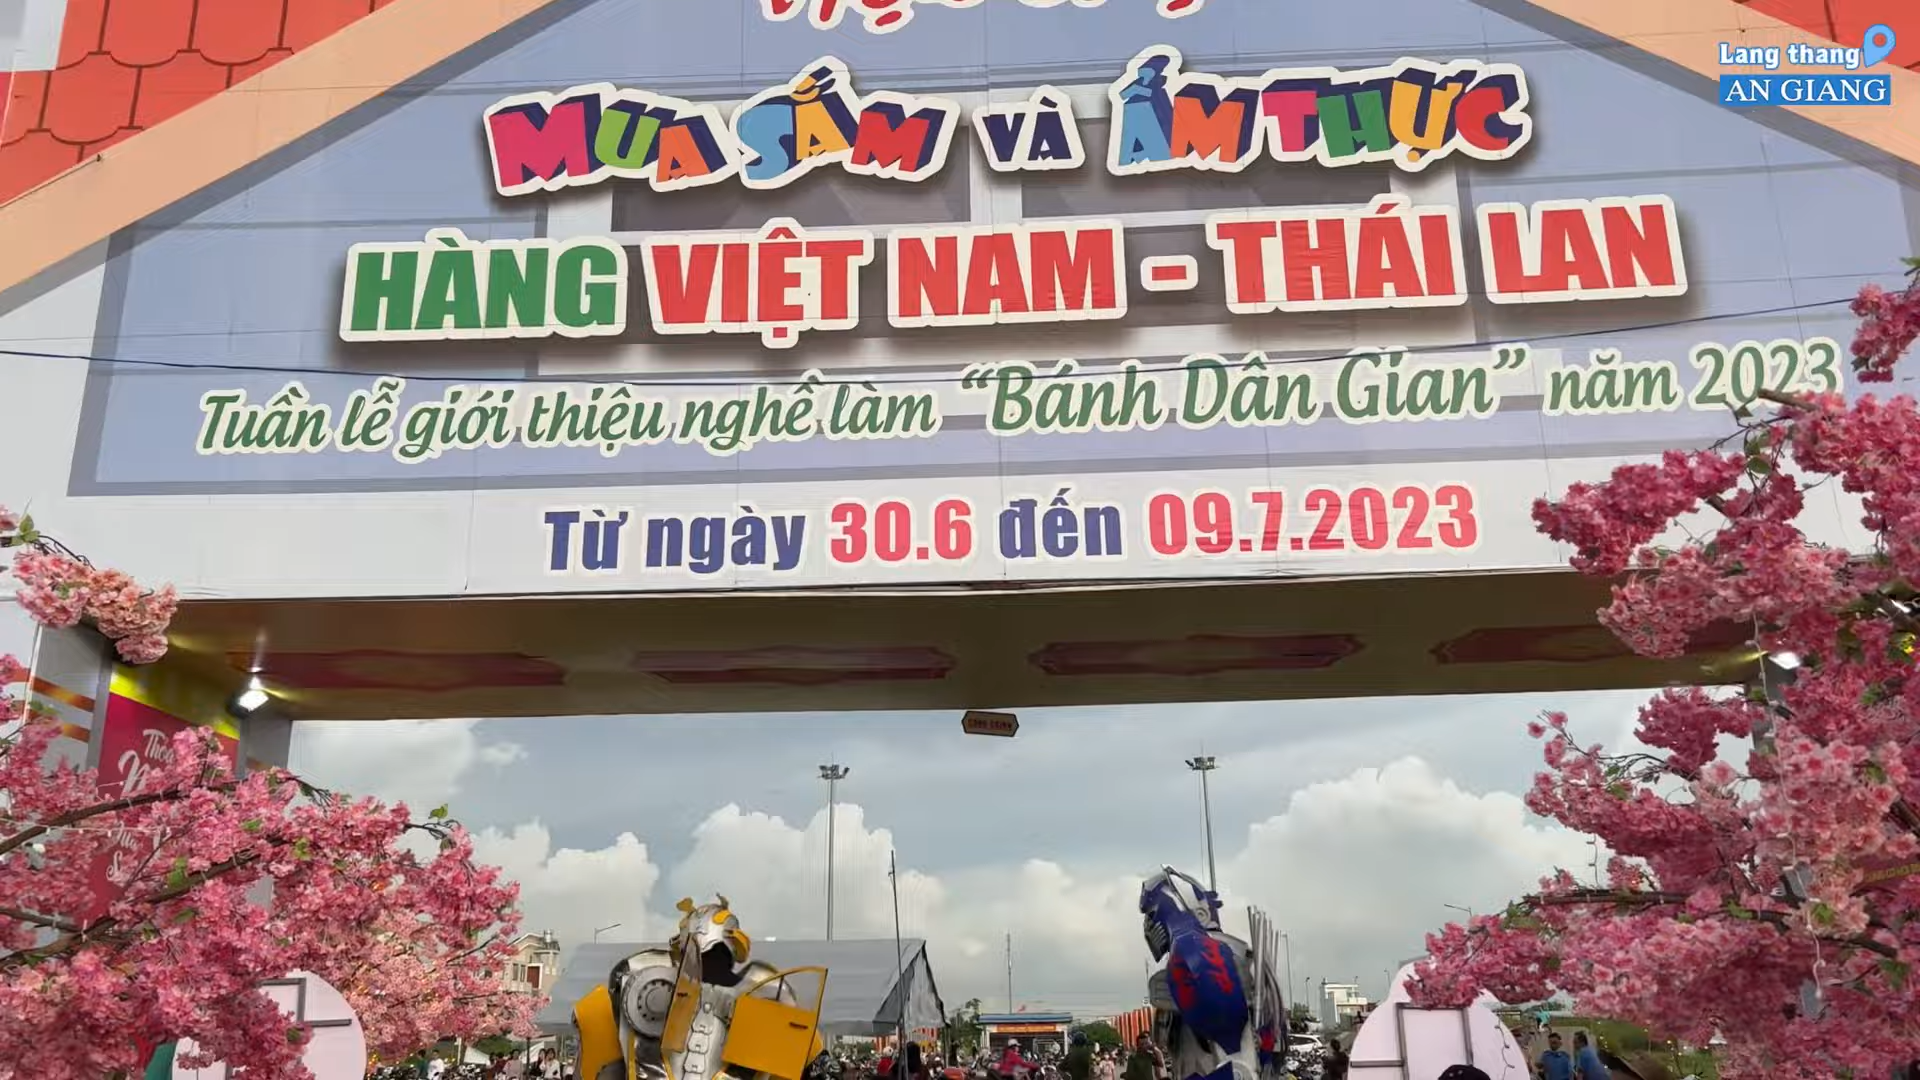 Lang thang
AN GIANG
MUA SẮM VÀ ẨM THỰC
HÀNG VIỆT NAM - THÁI LAN
Tuần lễ giới thiệu nghề làm “Bánh Dân Gian” năm 2023
Từ ngày 30.6 đến 09.7.2023